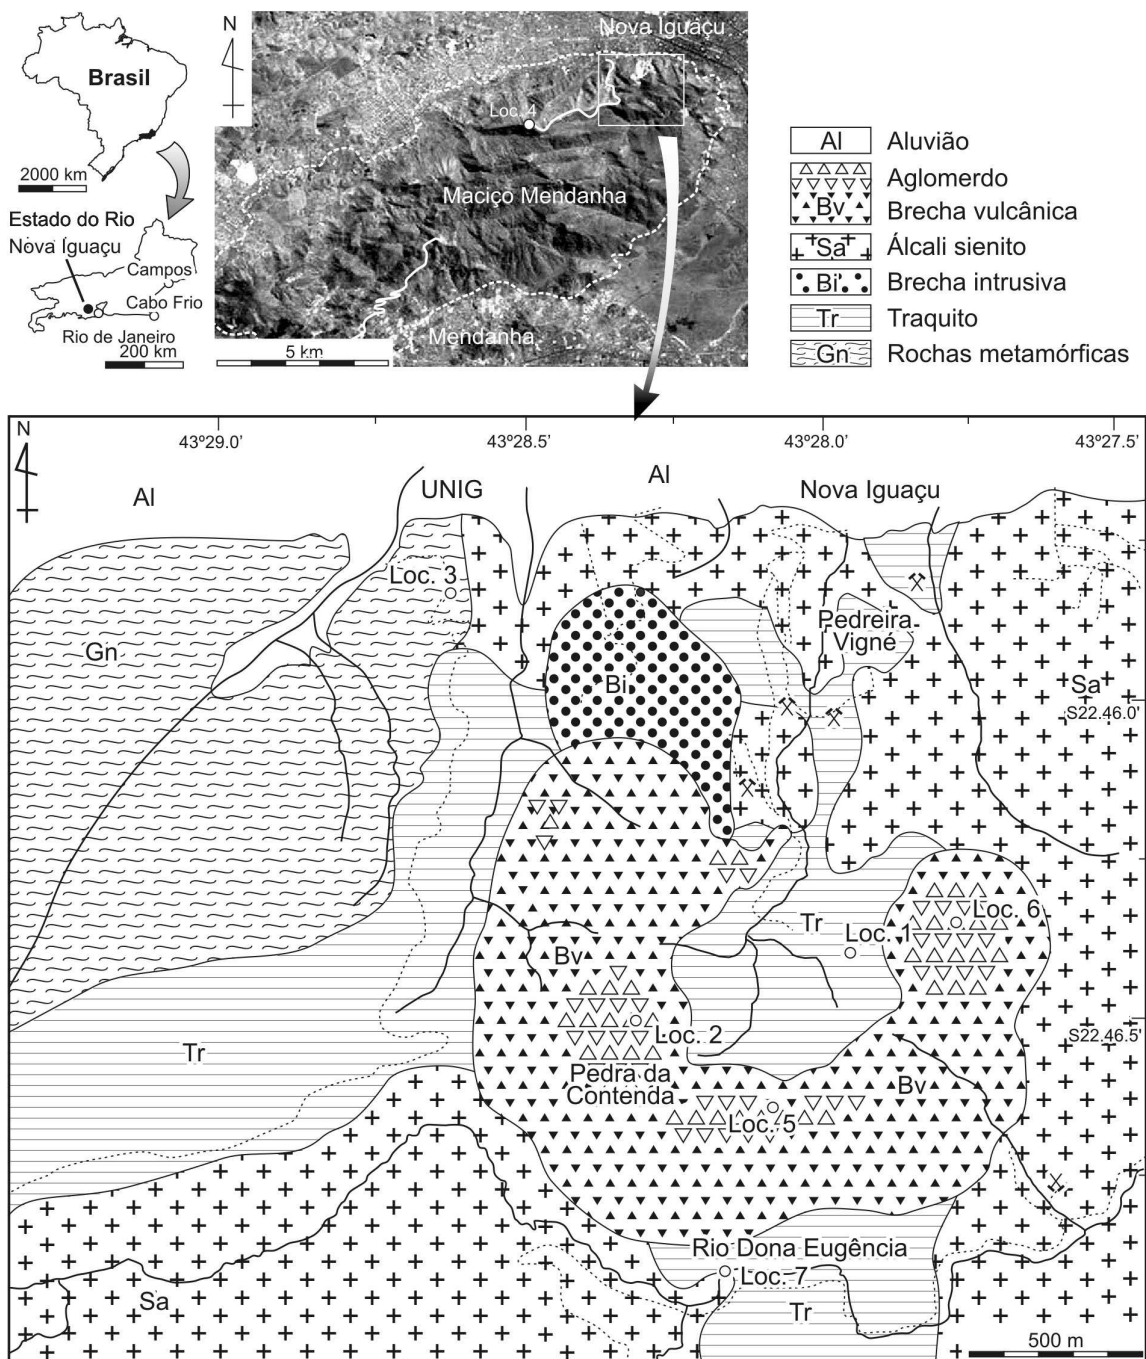 Brasil
2000 km
Estado do Rio
Nova Iguaçu
Campos
Cabo Frio
Rio de Janeiro
200 km
N
Nova Iguaçu
Loc. 4
Maciço Mendanha
Mendanha
5 km
Al Aluvião
Aglomerdo
Bv Brecha vulcânica
Sa Álcali sienito
Bi Brecha intrusiva
Tr Traquito
Gn Rochas metamórficas
N
43°29.0'
43°28.5'
43°28.0'
43°27.5'
Al
UNIG
Al
Nova Iguaçu
Loc. 3
Pedreira
Vigné
Gn
Bi
Sa
S22.46.0'
Loc. 6
Tr
Loc. 1
Bv
Loc. 2
S22.46.5'
Tr
Pedra da
Contenda
Bv
Loc. 5
Rio Dona Eugência
Loc. 7
Sa
Tr
500 m